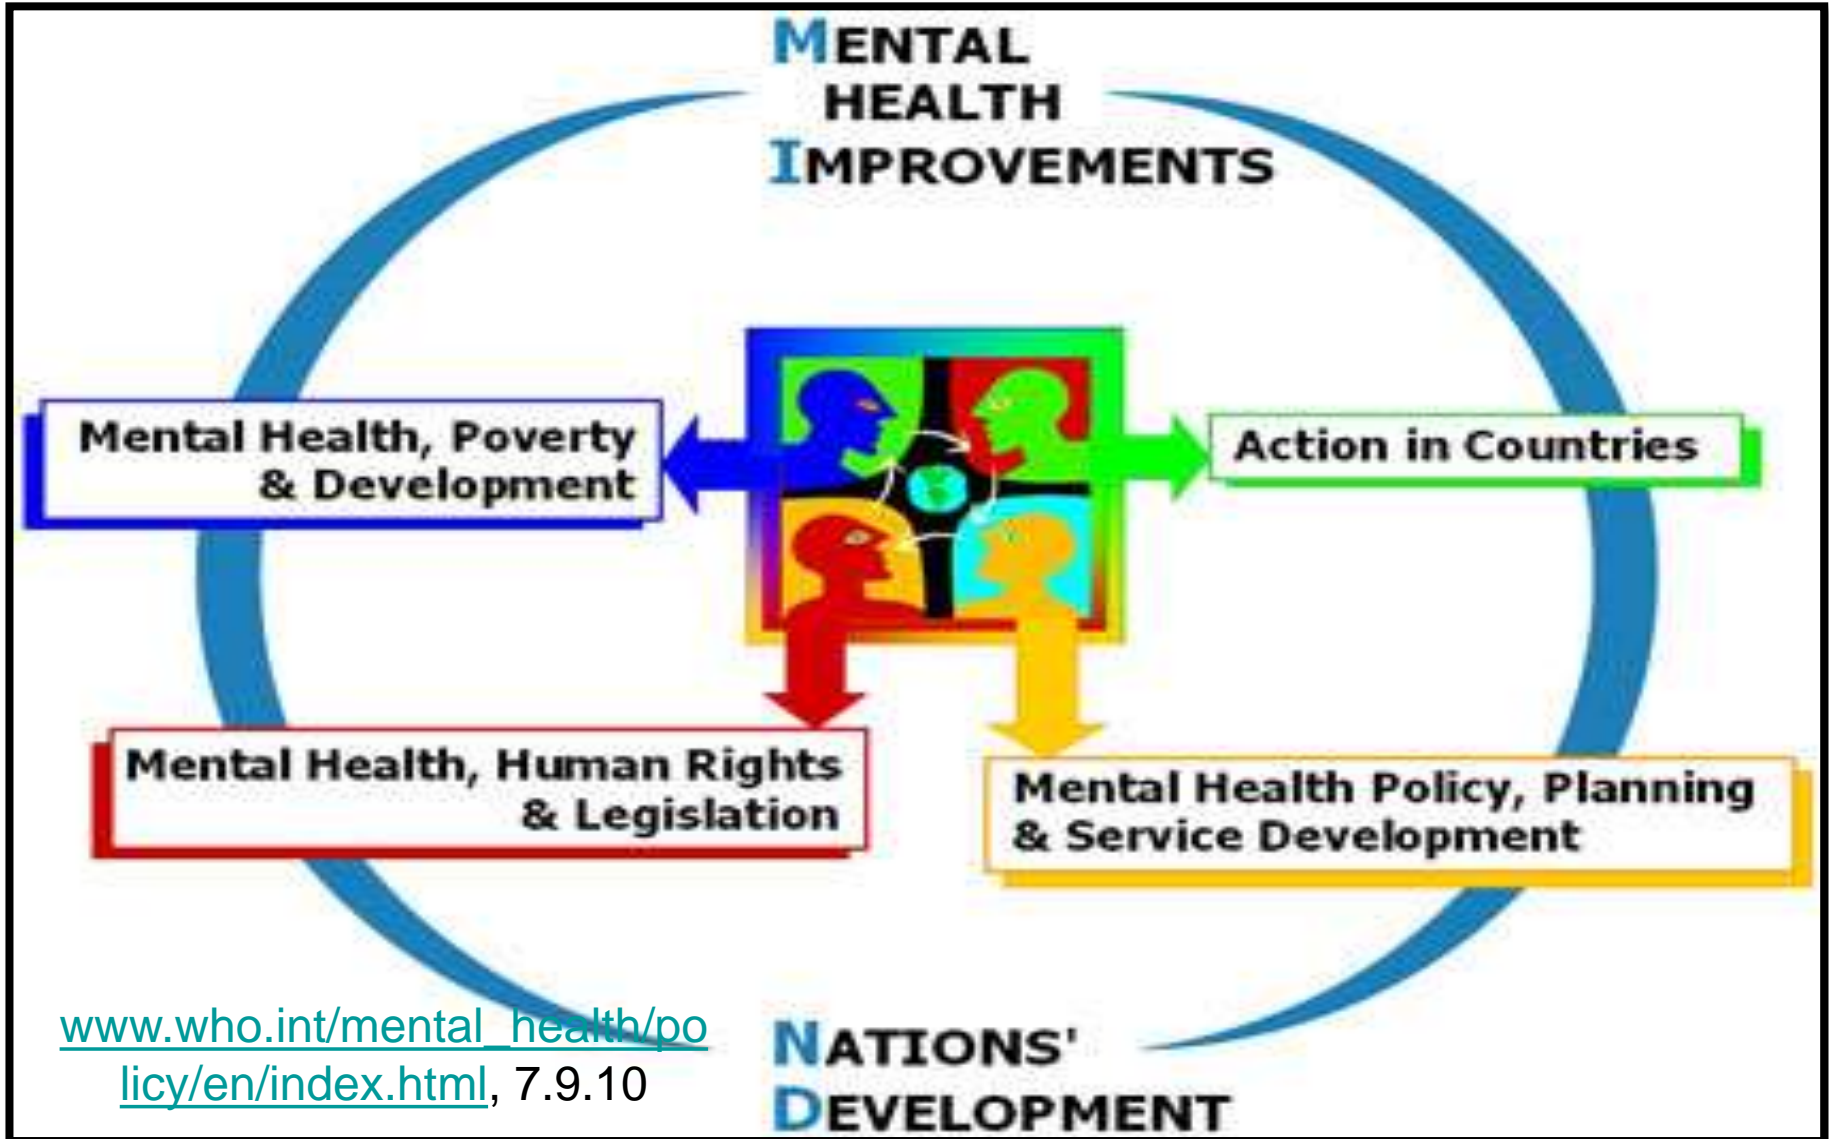 MENTAL
HEALTH
IMPROVEMENTS
Mental Health, Poverty
& Development
Action in Countries
Mental Health, Human Rights
& Legislation
Mental Health Policy, Planning
& Service Development
www.who.int/mental_health/po
licy/en/index.html, 7.9.10
NATIONS'
DEVELOPMENT